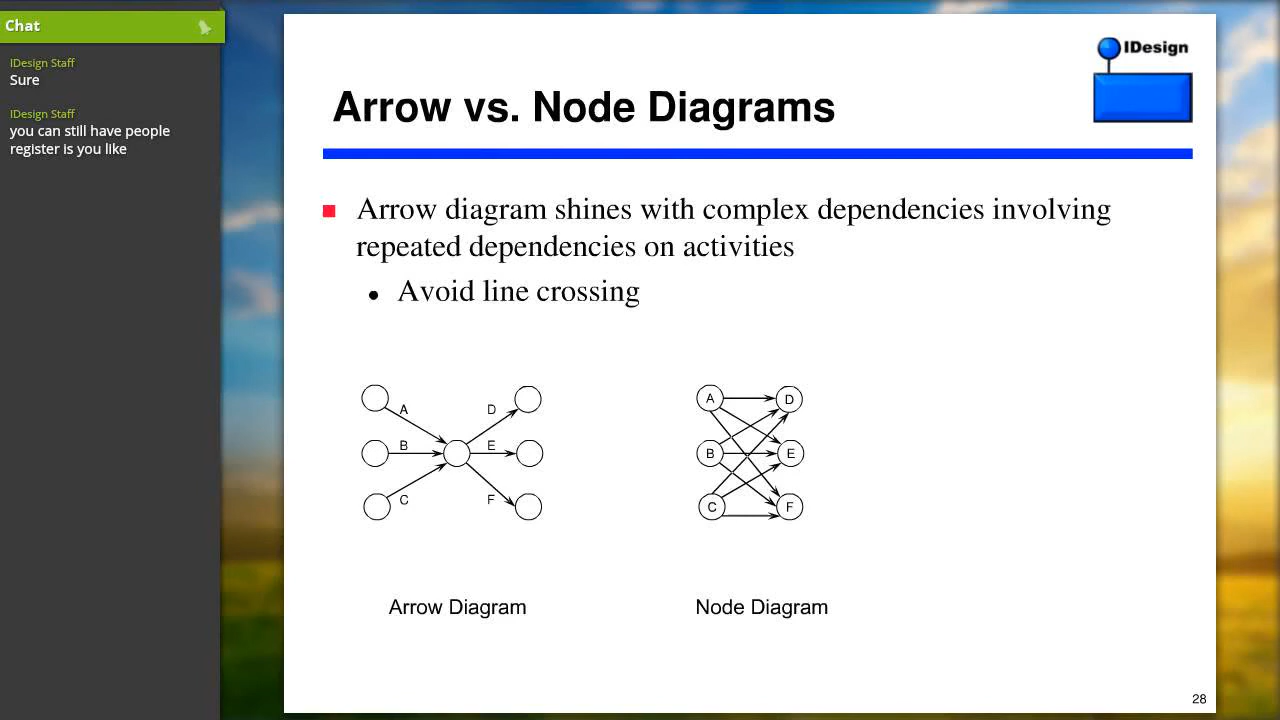 Chat
IDesign Staff
Sure
IDesign Staff
you can still have people
register is you like
IDesign
Arrow vs. Node Diagrams
Arrow diagram shines with complex dependencies involving
repeated dependencies on activities
Avoid line crossing
A
D
B
E
C
F
A
D
B
E
C
F
Arrow Diagram
Node Diagram
28